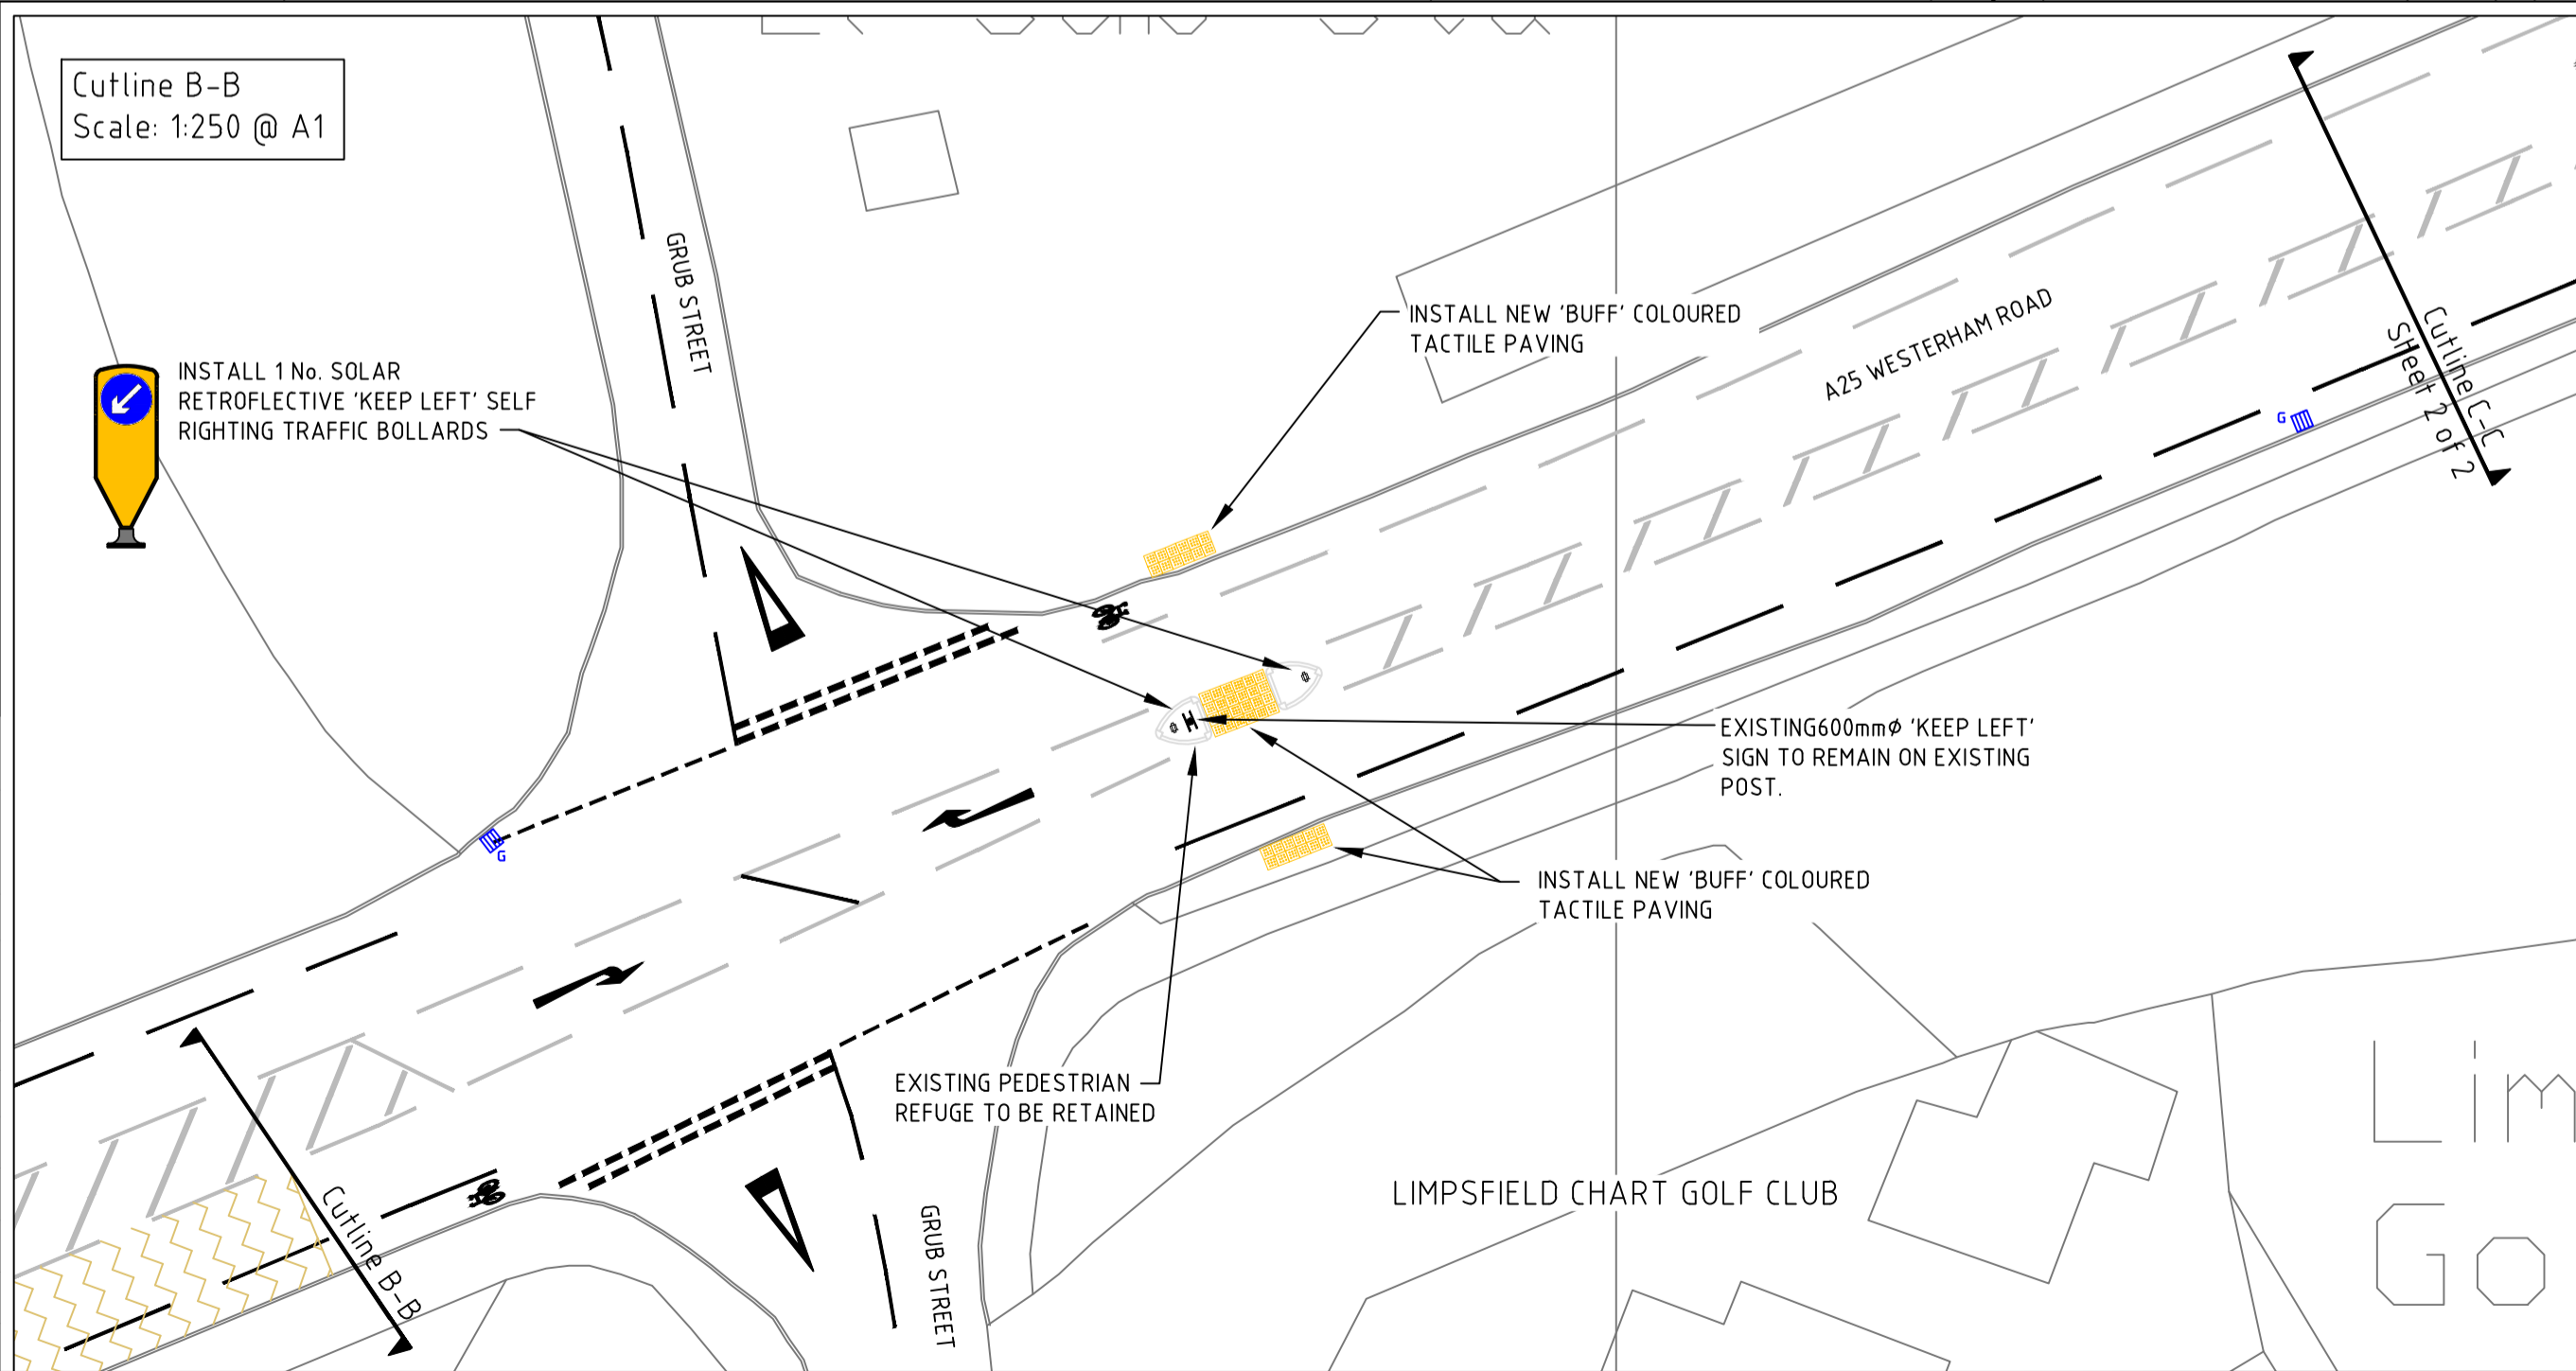 Cutline B-B
Scale: 1:250 @ A1
GRUB STREET
INSTALL NEW 'BUFF' COLOURED
TACTILE PAVING
A25 WESTERHAM ROAD
Cutline C-C
Sheet 2 of 2
INSTALL 1 No. SOLAR
RETROFLECTIVE 'KEEP LEFT' SELF
RIGHTING TRAFFIC BOLLARDS
G
EXISTING600mmø 'KEEP LEFT'
SIGN TO REMAIN ON EXISTING
POST.
G
INSTALL NEW 'BUFF' COLOURED
TACTILE PAVING
EXISTING PEDESTRIAN
REFUGE TO BE RETAINED
LIMPSFIELD CHART GOLF CLUB
Cutline B-B
GRUB STREET
Lim
Go